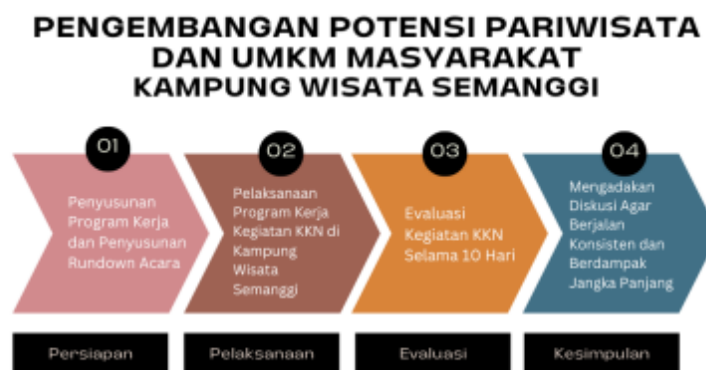 PENGEMBANGAN POTENSI PARIWISATA
DAN UMKM MASYARAKAT
KAMPUNG WISATA SEMANGGI
01
Penyusunan
Program Kerja
dan Penyusunan
Rundown Acara
Persiapan
02
Pelaksanaan
Program Kerja
Kegiatan KKN di
Kampung
Wisata
Semanggi
Pelaksanaan
03
Evaluasi
Kegiatan KKN
Selama 10 Hari
Evaluasi
04
Mengadakan
Diskusi Agar
Berjalan
Konsisten dan
Berdampak
Jangka Panjang
Kesimpulan